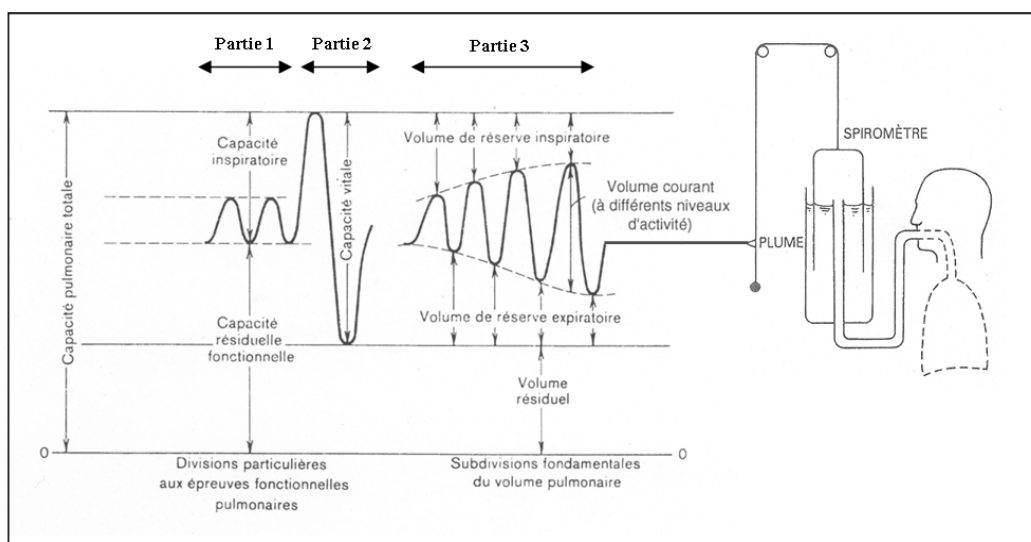 Partie 1
Partie 2
Partie 3
Capacité pulmonaire totale
Capacité
inspiratoire
Capacité
résiduelle
fonctionnelle
Capacité vitale
Volume de réserve inspiratoire
Volume courant
(à différents niveaux
d'activité)
Volume de réserve expiratoire
Volume
résiduel
SPIROMÈTRE
PLUME
0
0
Divisions particulières
aux épreuves fonctionnelles
pulmonaires
Subdivisions fondamentales
du volume pulmonaire